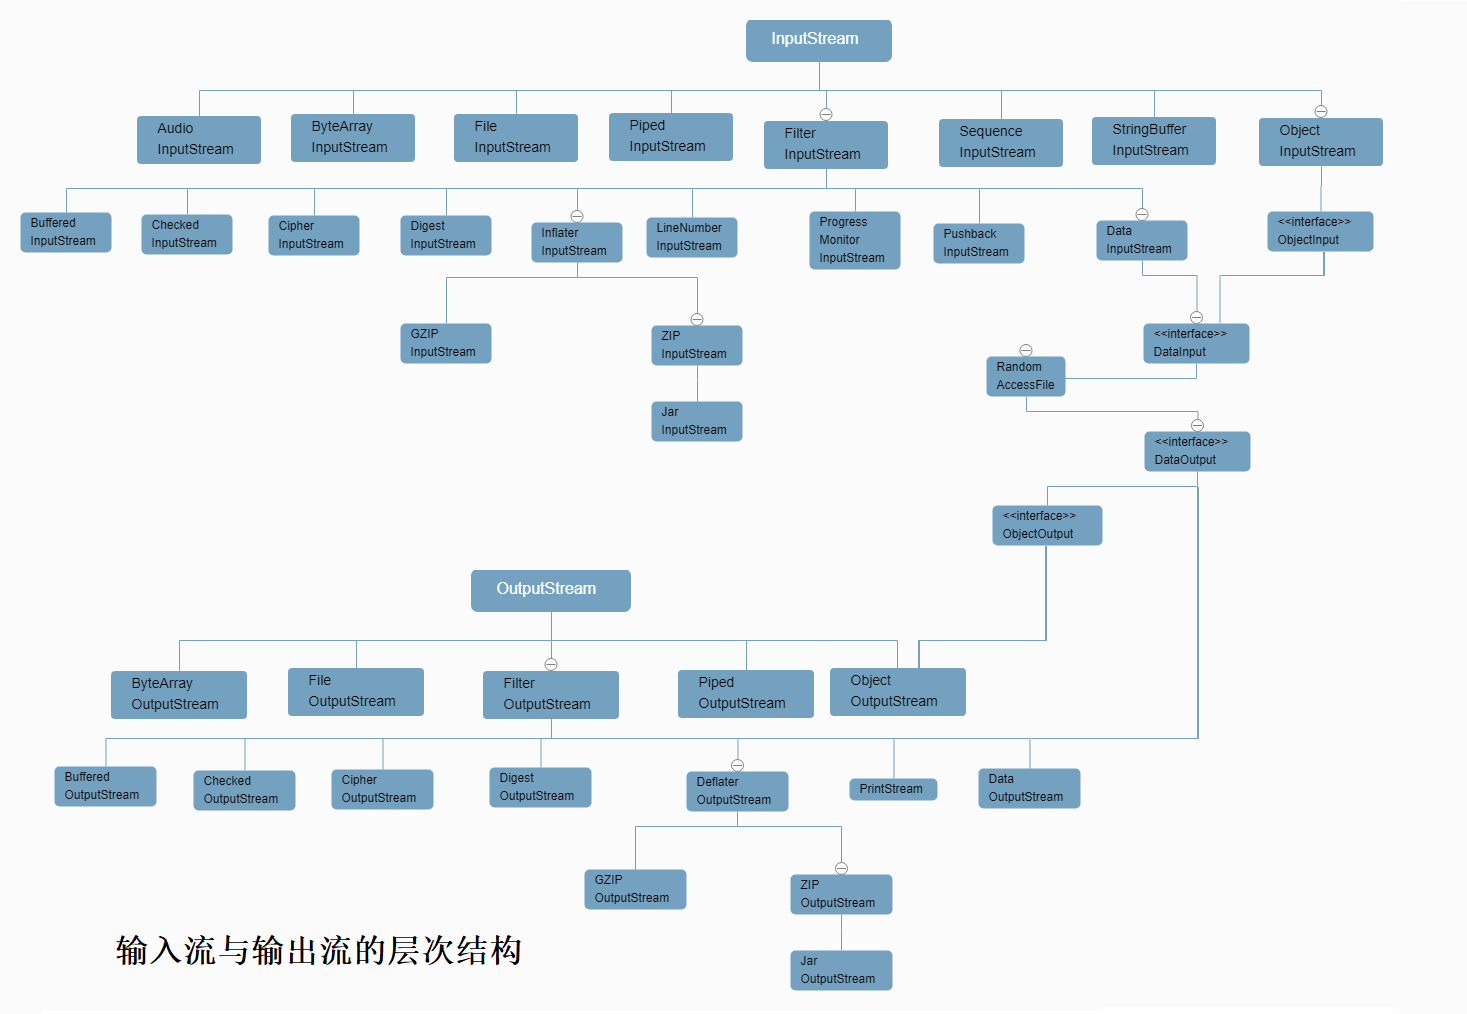 InputStream
Audio
InputStream
ByteArray
InputStream
File
InputStream
Piped
InputStream
Filter
InputStream
Sequence
InputStream
StringBuffer
InputStream
Object
InputStream
Buffered
InputStream
Checked
InputStream
Cipher
InputStream
Digest
InputStream
Inflater
InputStream
LineNumber
InputStream
Progress
Monitor
InputStream
Pushback
InputStream
Data
InputStream
<<interface>>
ObjectInput
GZIP
InputStream
ZIP
InputStream
<<interface>>
DataInput
Random
AccessFile
Jar
InputStream
<<interface>>
DataOutput
<<interface>>
ObjectOutput
OutputStream
ByteArray
OutputStream
File
OutputStream
Filter
OutputStream
Piped
OutputStream
Object
OutputStream
Buffered
OutputStream
Checked
OutputStream
Cipher
OutputStream
Digest
OutputStream
Deflater
OutputStream
PrintStream
Data
OutputStream
GZIP
OutputStream
ZIP
OutputStream
Jar
OutputStream
输入流与输出流的层次结构